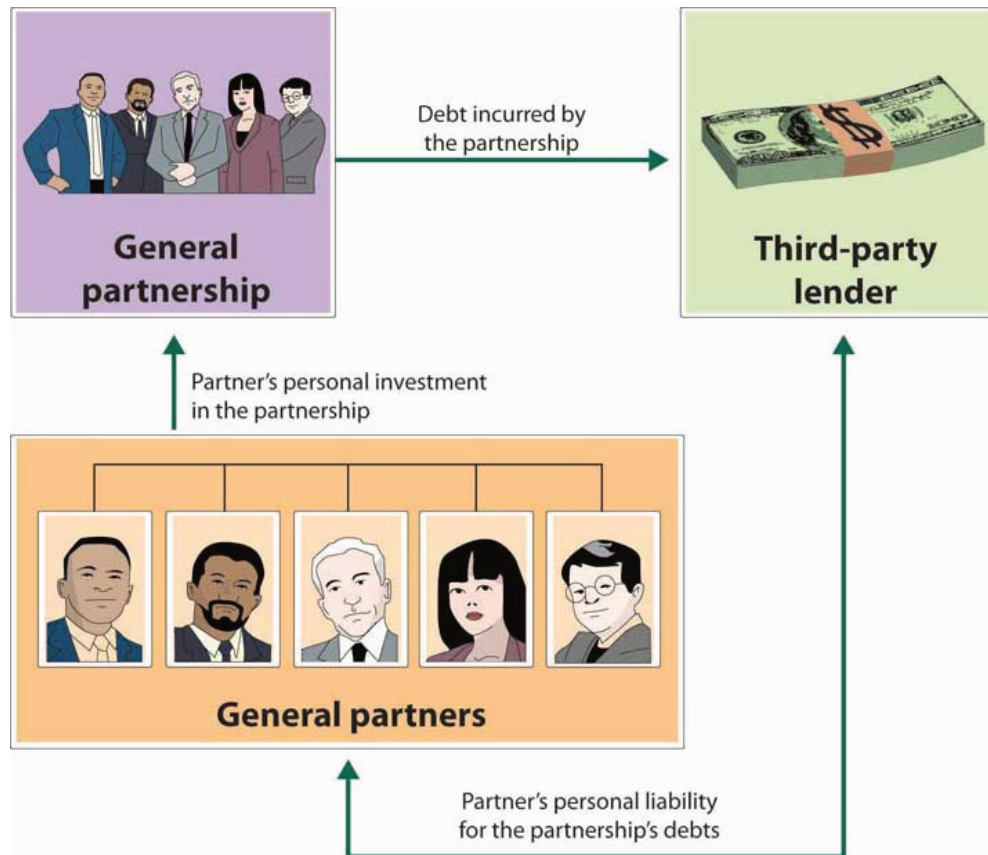 Debt incurred by
the partnership
General
partnership
Third-party
lender
Partner’s personal investment
in the partnership
General partners
Partner’s personal liability
for the partnership’s debts